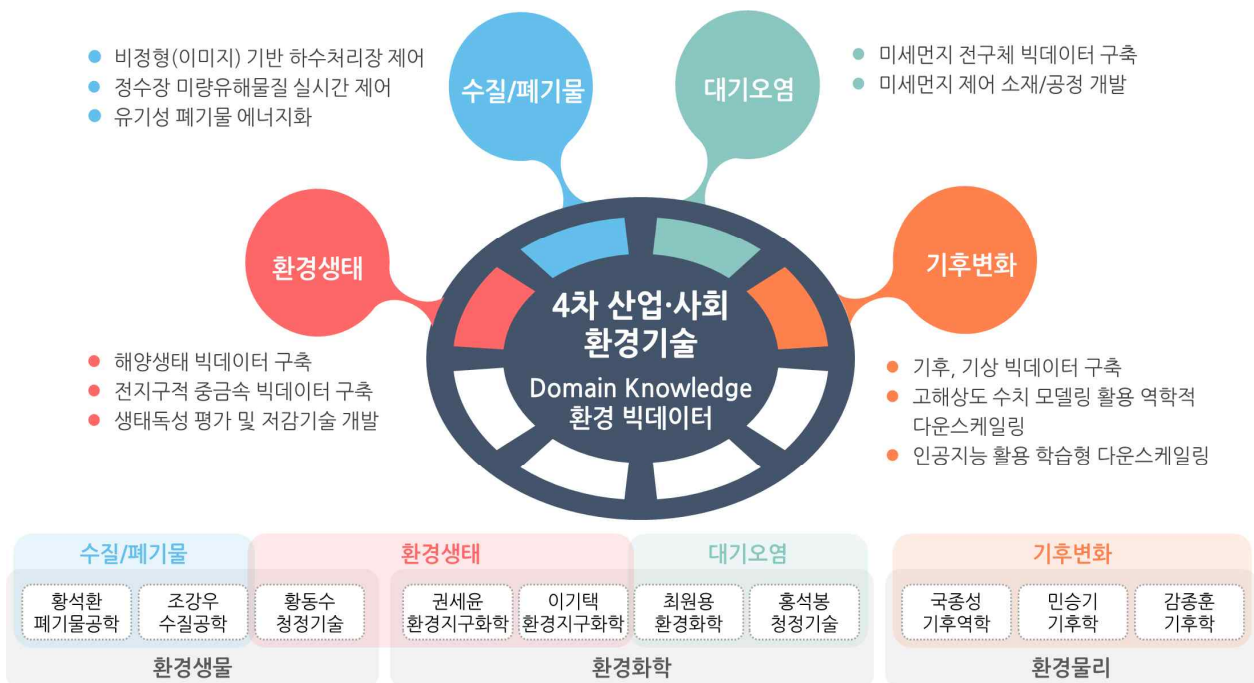 비정형(이미지) 기반 하수처리장 제어
정수장 미량유해물질 실시간 제어
유기성 폐기물 에너지화
수질/폐기물
대기오염
미세먼지 전구체 빅데이터 구축
미세먼지 제어 소재/공정 개발
환경생태
기후변화
4차 산업·사회
환경기술
Domain Knowledge
환경 빅데이터
해양생태 빅데이터 구축
전지구적 중금속 빅데이터 구축
생태독성 평가 및 저감기술 개발
기후, 기상 빅데이터 구축
고해상도 수치 모델링 활용 역학적
다운스케일링
인공지능 활용 학습형 다운스케일링
수질/폐기물
환경생태
대기오염
기후변화
황석환
폐기물공학
조강우
수질공학
황동수
청정기술
권세윤
환경지구화학
이기택
환경지구화학
최원용
환경화학
홍석봉
청정기술
국종성
기후역학
민승기
기후학
감종훈
기후학
환경생물
환경화학
환경물리